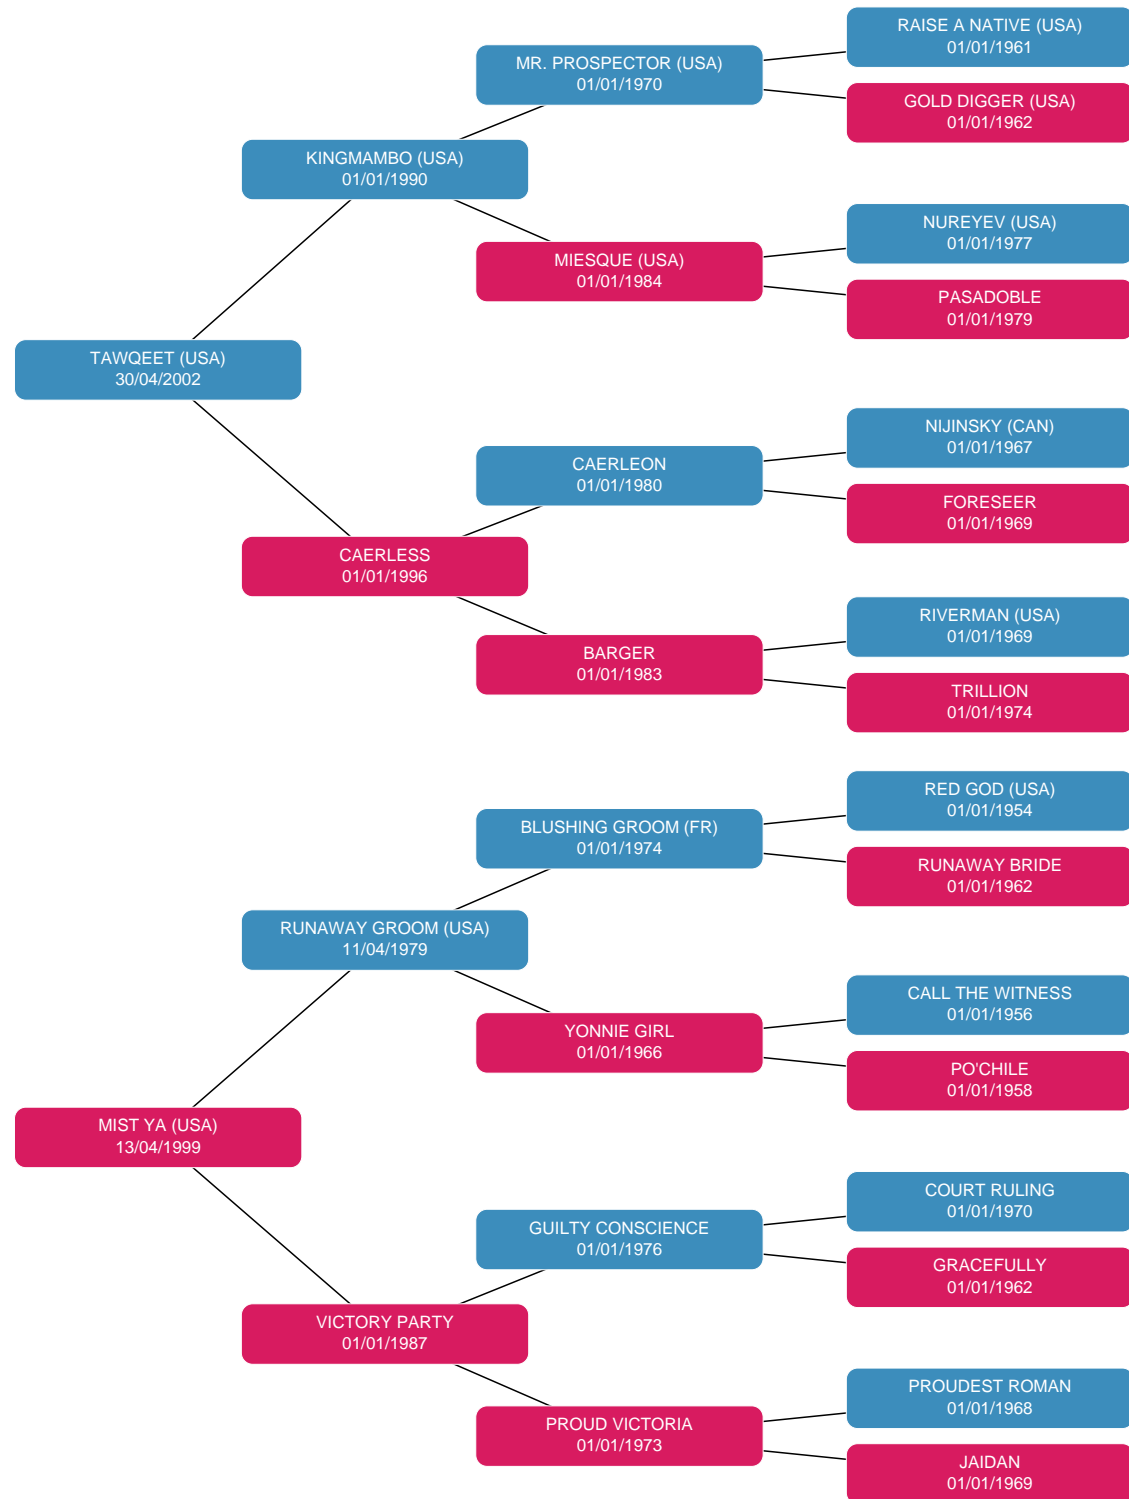 RAISE A NATIVE (USA)
01/01/1961
MR. PROSPECTOR (USA)
01/01/1970
GOLD DIGGER (USA)
01/01/1962
KINGMAMBO (USA)
01/01/1990
NUREYEV (USA)
01/01/1977
MIESQUE (USA)
01/01/1984
PASADOBLE
01/01/1979
TAWQEET (USA)
30/04/2002
NIJINSKY (CAN)
01/01/1967
CAERLEON
01/01/1980
FORESEER
01/01/1969
CAERLESS
01/01/1996
RIVERMAN (USA)
01/01/1969
BARGER
01/01/1983
TRILLION
01/01/1974
RED GOD (USA)
01/01/1954
BLUSHING GROOM (FR)
01/01/1974
RUNAWAY BRIDE
01/01/1962
RUNAWAY GROOM (USA)
11/04/1979
CALL THE WITNESS
01/01/1956
YONNIE GIRL
01/01/1966
PO'CHILE
01/01/1958
MIST YA (USA)
13/04/1999
COURT RULING
01/01/1970
GUILTY CONSCIENCE
01/01/1976
GRACEFULLY
01/01/1962
VICTORY PARTY
01/01/1987
PROUDEST ROMAN
01/01/1968
PROUD VICTORIA
01/01/1973
JAIDAN
01/01/1969